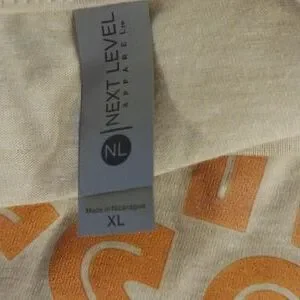 NEXT LEVEL
APPAREL
NL
Made in Nicaragua
XL